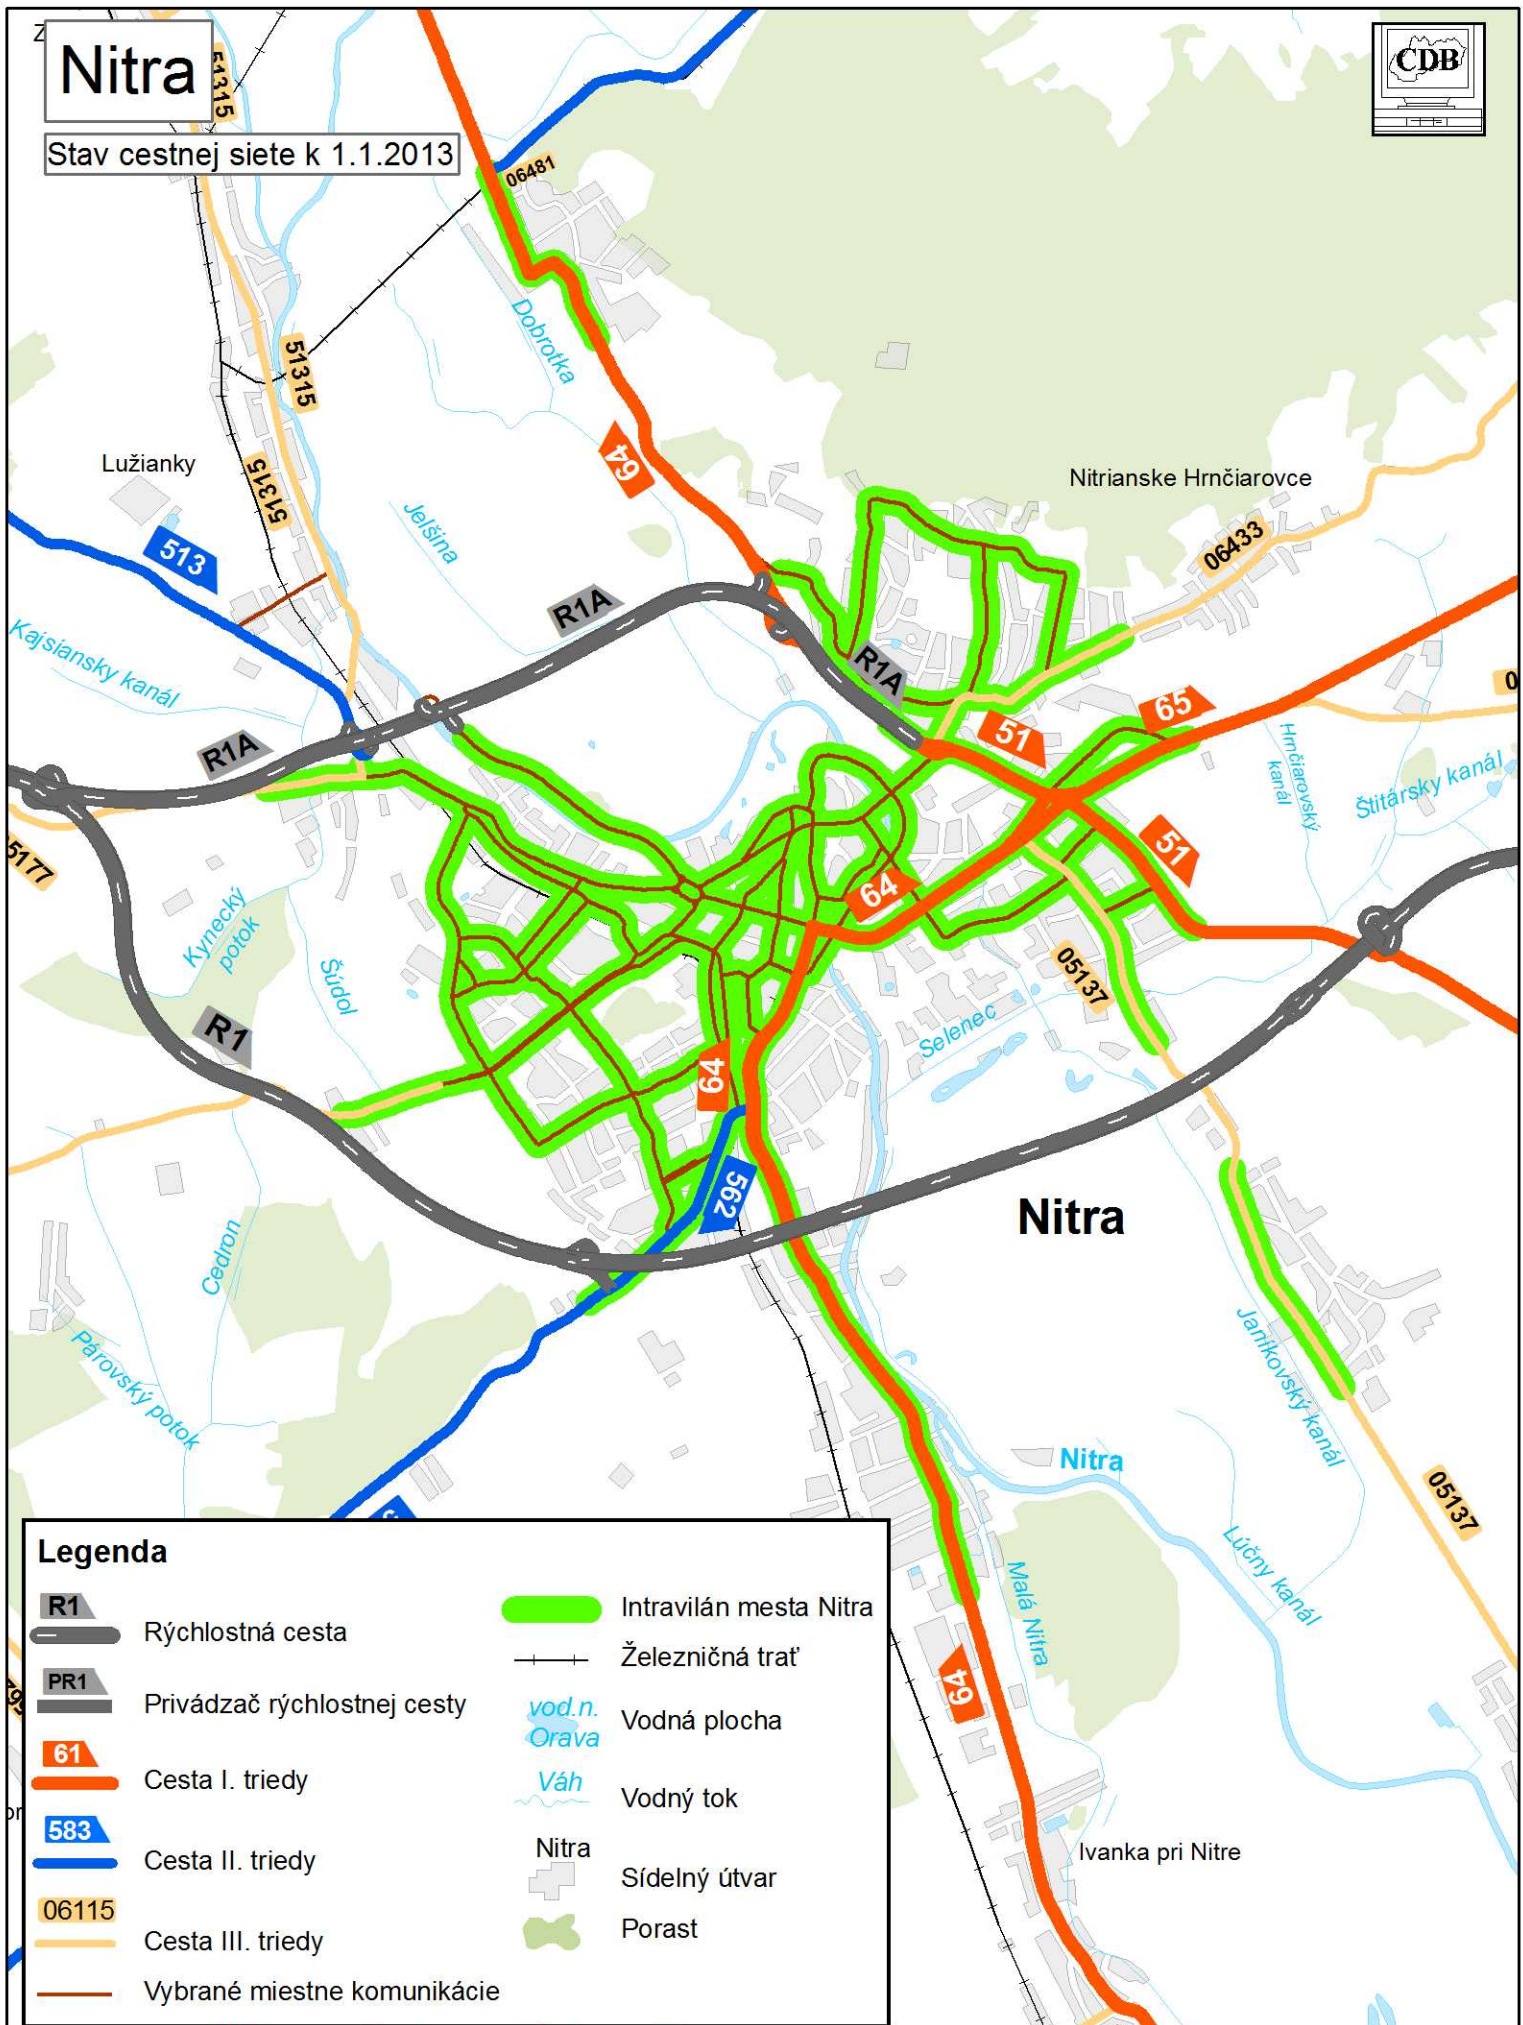 Nitra
Stav cestnej siete k 1.1.2013
CDB
51315
06481
Dobrotka
51315
64
Lužianky
51315
Jelšina
Nitrianske Hrnčiarovce
06433
513
R1A
Kajsiansky kanál
R1A
R1A
51
65
Hrnčiarovský
kanál
Štitársky kanál
5177
Kynecký
potok
Šúdol
64
51
05137
Selenec
R1
64
562
Nitra
Cedron
Párovský potok
Janíkovský kanál
Nitra
05137
Lúčny kanál
Malá Nitra
64
Ivanka pri Nitre
Legenda
R1
Rýchlostná cesta
PR1
Privádzač rýchlostnej cesty
61
Cesta I. triedy
583
Cesta II. triedy
06115
Cesta III. triedy
Vybrané miestne komunikácie
Intravilán mesta Nitra
Železničná trať
vod.n.
Orava
Vodná plocha
Váh
Vodný tok
Nitra
Sídelný útvar
Porast